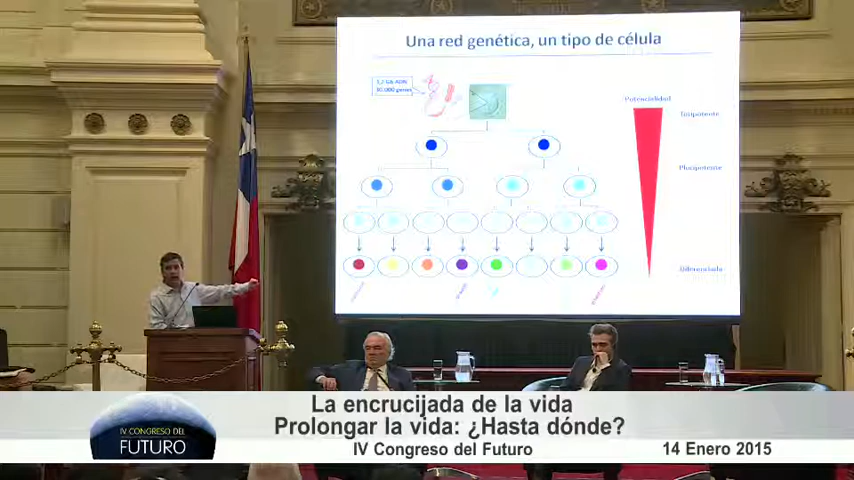 Una red genética, un tipo de célula
Potencialidad
Totipotente
Pluripotente
Diferenciada
La encrucijada de la vida
Prolongar la vida: ¿Hasta dónde?
IV Congreso del Futuro
14 Enero 2015
IV CONGRESO DEL
FUTURO